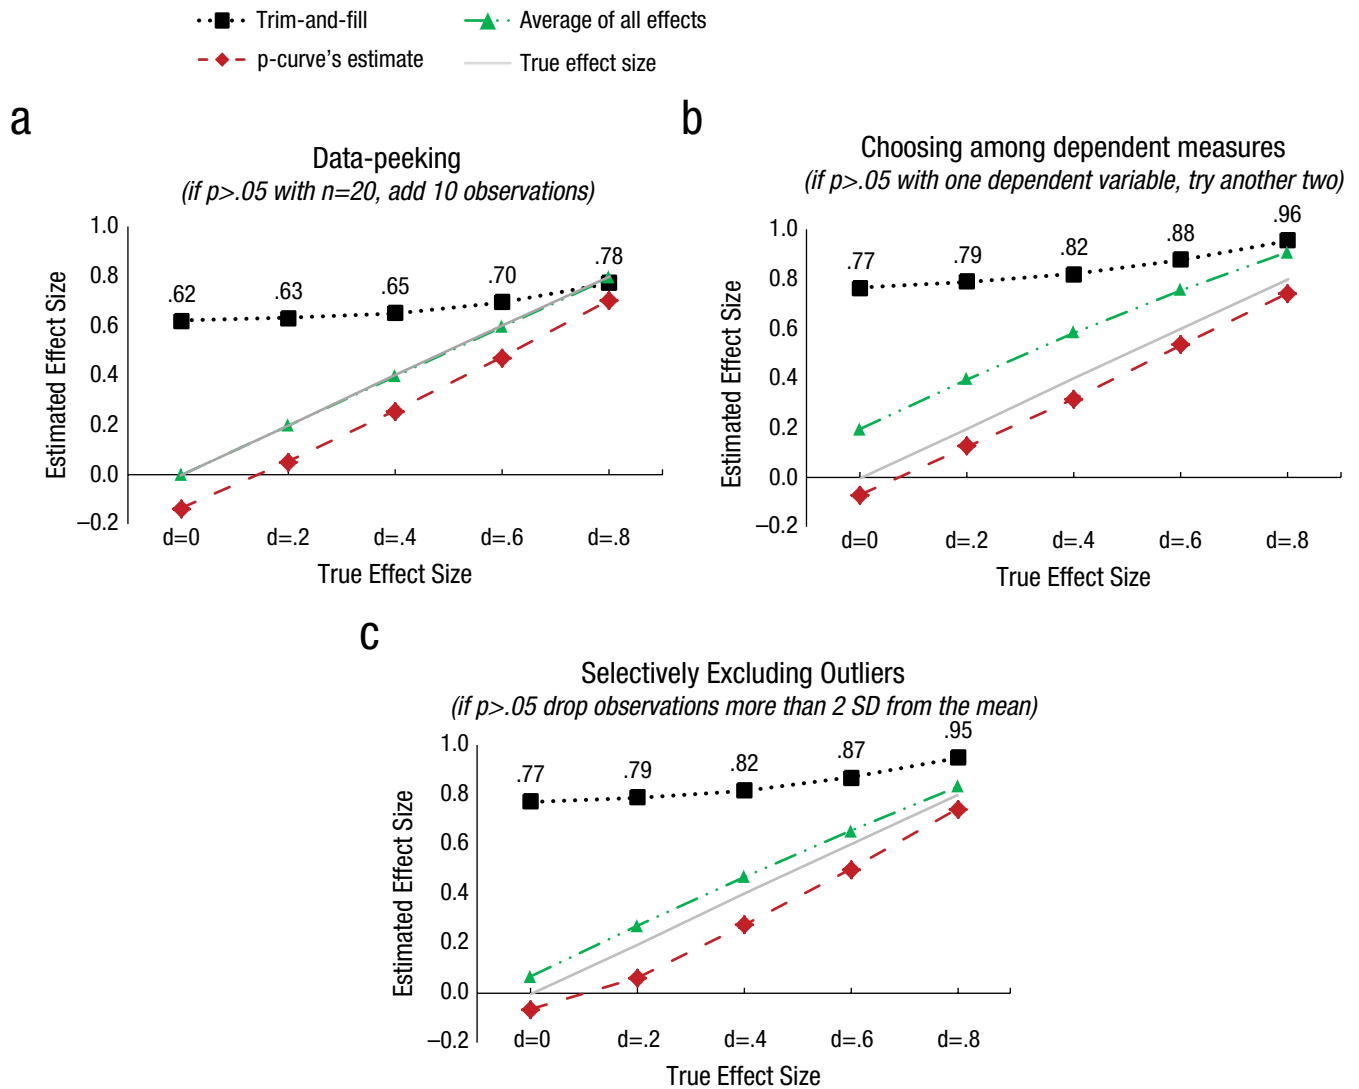 Trim-and-fill
Average of all effects
p-curve's estimate
True effect size
a
Data-peeking
(if p>.05 with n=20, add 10 observations)
Estimated Effect Size
1.0
0.8
0.6
0.4
0.2
0.0
–0.2
.62
.63
.65
.70
.78
d=0
d=.2
d=.4
d=.6
d=.8
True Effect Size
b
Choosing among dependent measures
(if p>.05 with one dependent variable, try another two)
Estimated Effect Size
1.0
0.8
0.6
0.4
0.2
0.0
–0.2
.77
.79
.82
.88
.96
d=0
d=.2
d=.4
d=.6
d=.8
True Effect Size
c
Selectively Excluding Outliers
(if p>.05 drop observations more than 2 SD from the mean)
Estimated Effect Size
1.0
0.8
0.6
0.4
0.2
0.0
–0.2
.77
.79
.82
.87
.95
d=0
d=.2
d=.4
d=.6
d=.8
True Effect Size